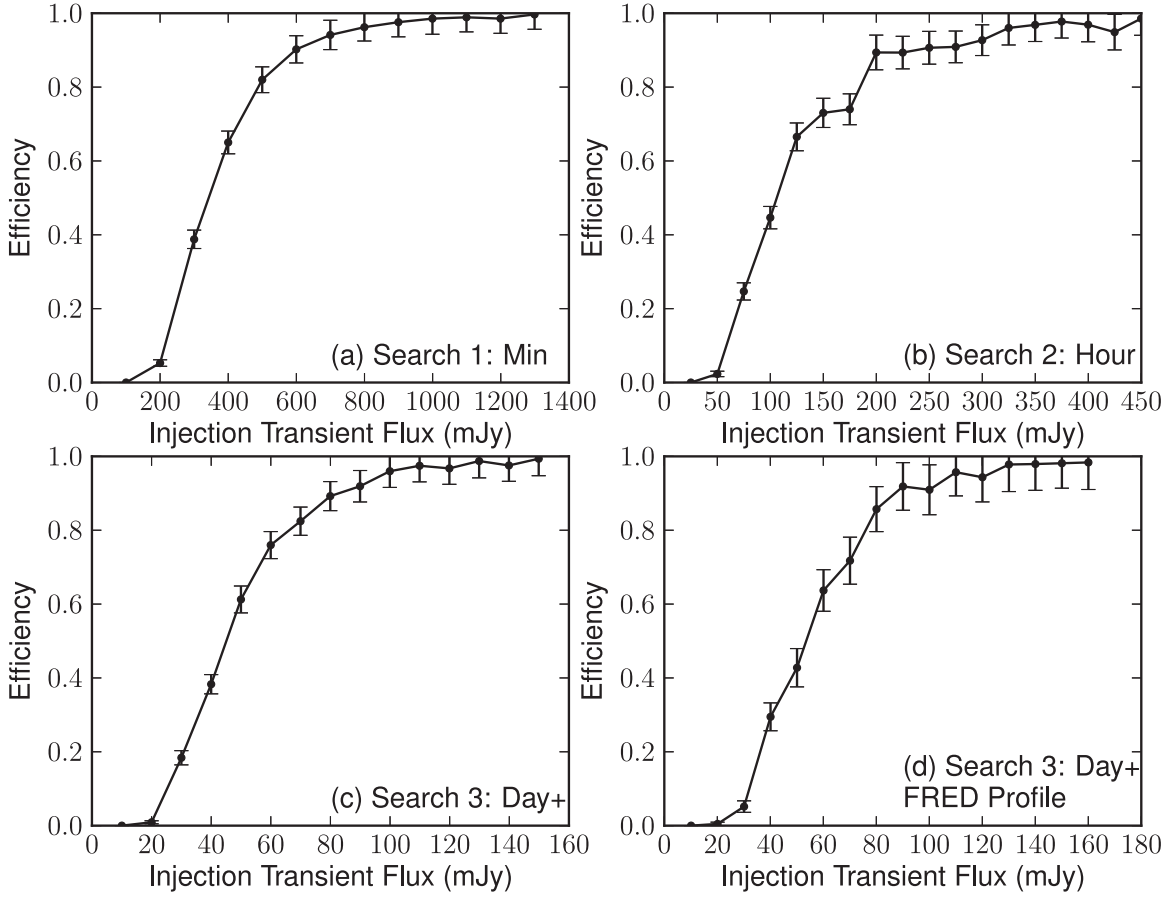 1.0
0.8
0.6
0.4
0.2
0.0
Efficiency
(a) Search 1: Min
0 200 400 600 800 1000 1200 1400
Injection Transient Flux (mJy)
1.0
0.8
0.6
0.4
0.2
0.0
Efficiency
(b) Search 2: Hour
0 50 100 150 200 250 300 350 400 450
Injection Transient Flux (mJy)
1.0
0.8
0.6
0.4
0.2
0.0
Efficiency
(c) Search 3: Day+
0 20 40 60 80 100 120 140 160
Injection Transient Flux (mJy)
1.0
0.8
0.6
0.4
0.2
0.0
Efficiency
(d) Search 3: Day+
FRED Profile
0 20 40 60 80 100 120 140 160 180
Injection Transient Flux (mJy)